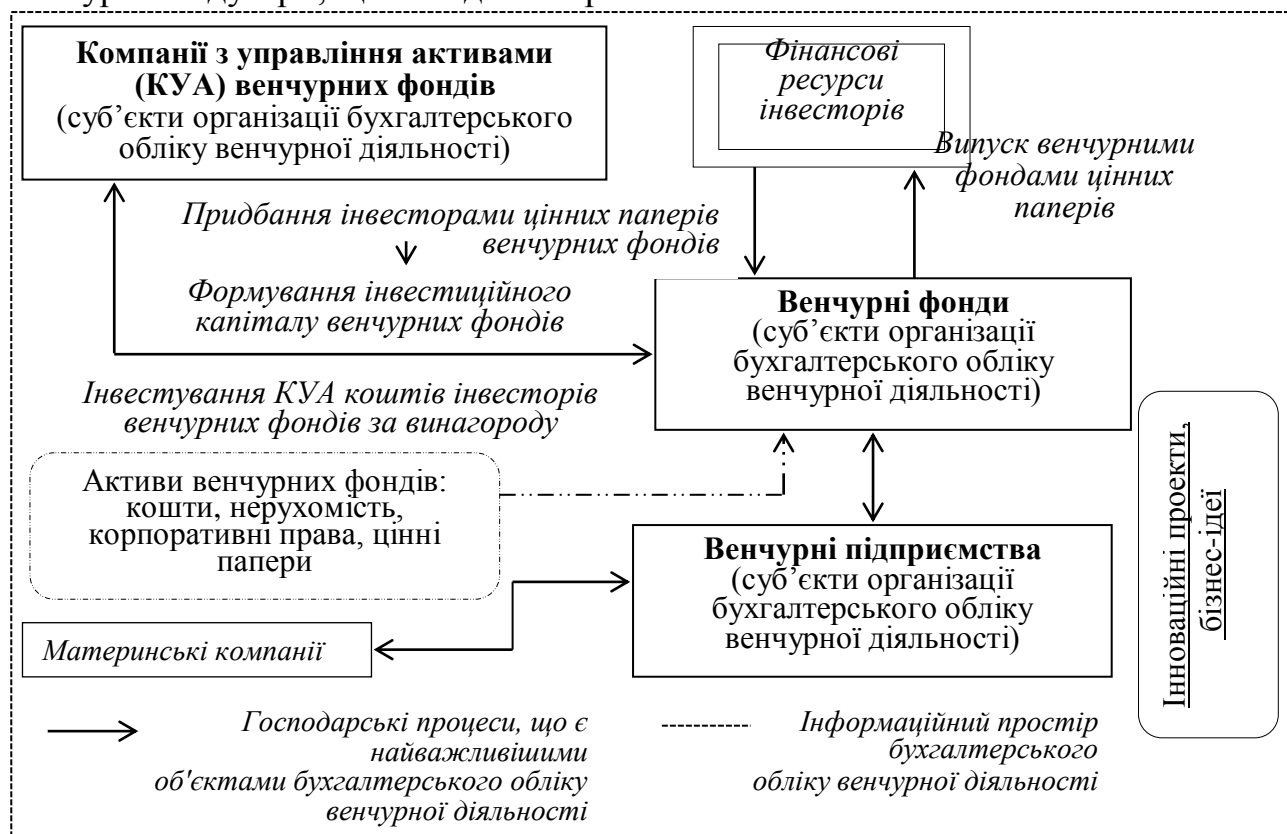 Компанії з управління активами
(КУА) венчурних фондів
(суб’єкти організації бухгалтерського
обліку венчурної діяльності)
Фінансові
ресурси
інвесторів
Випуск венчурними
фондами цінних
паперів
Придбання інвесторами цінних паперів
венчурних фондів
Формування інвестиційного
капіталу венчурних фондів
Венчурні фонди
(суб’єкти організації
бухгалтерського обліку
венчурної діяльності)
Інвестування КУА коштів інвесторів
венчурних фондів за винагороду
Активи венчурних фондів:
кошти, нерухомість,
корпоративні права, цінні
папери
Венчурні підприємства
(суб’єкти організації
бухгалтерського обліку
венчурної діяльності)
Інноваційні проекти,
бізнес-ідеї
Материнські компанії
Господарські процеси, що є
найважливішими
об'єктами бухгалтерського обліку
венчурної діяльності
Інформаційний простір
бухгалтерського
обліку венчурної діяльності